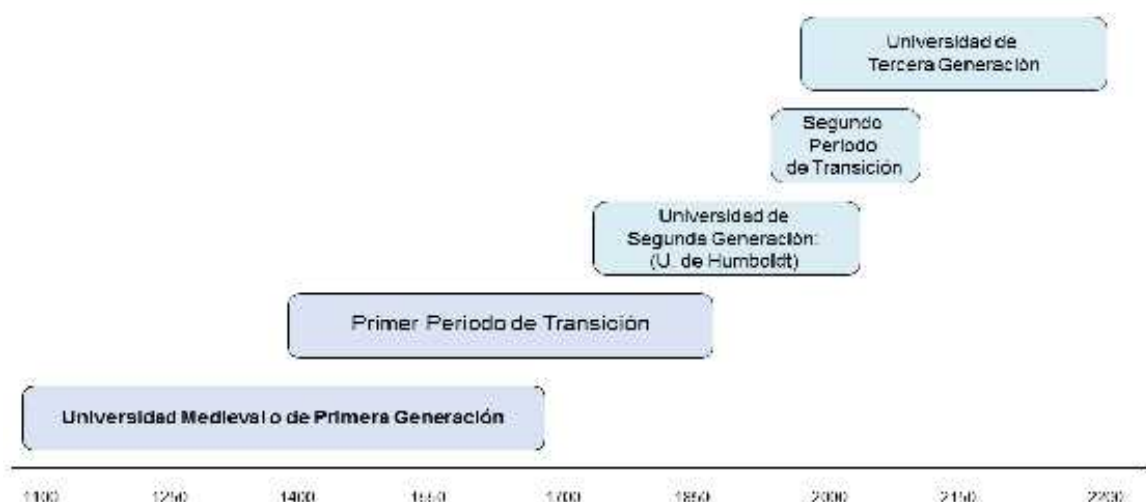 Universidad de
Tercera Generación
Segundo
Periodo
de Transición
Universidad de
Segunda Generación:
(U. de Humboldt)
Primer Periodo de Transición
Universidad Medieval o de Primera Generación
1100 1250 1400 1550 1700 1850 2000 2150 2200